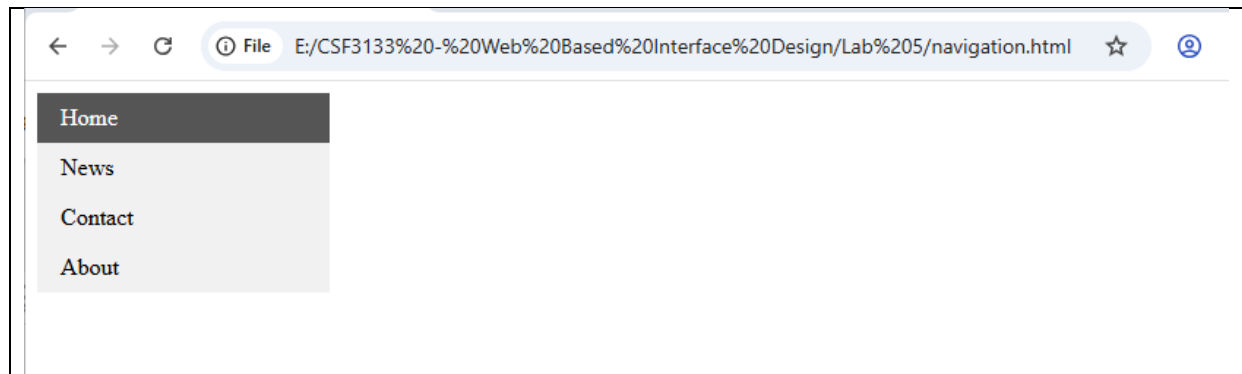 File E:/CSF3133%20-%20Web%20Based%20Interface%20Design/Lab%205/navigation.html
Home
News
Contact
About